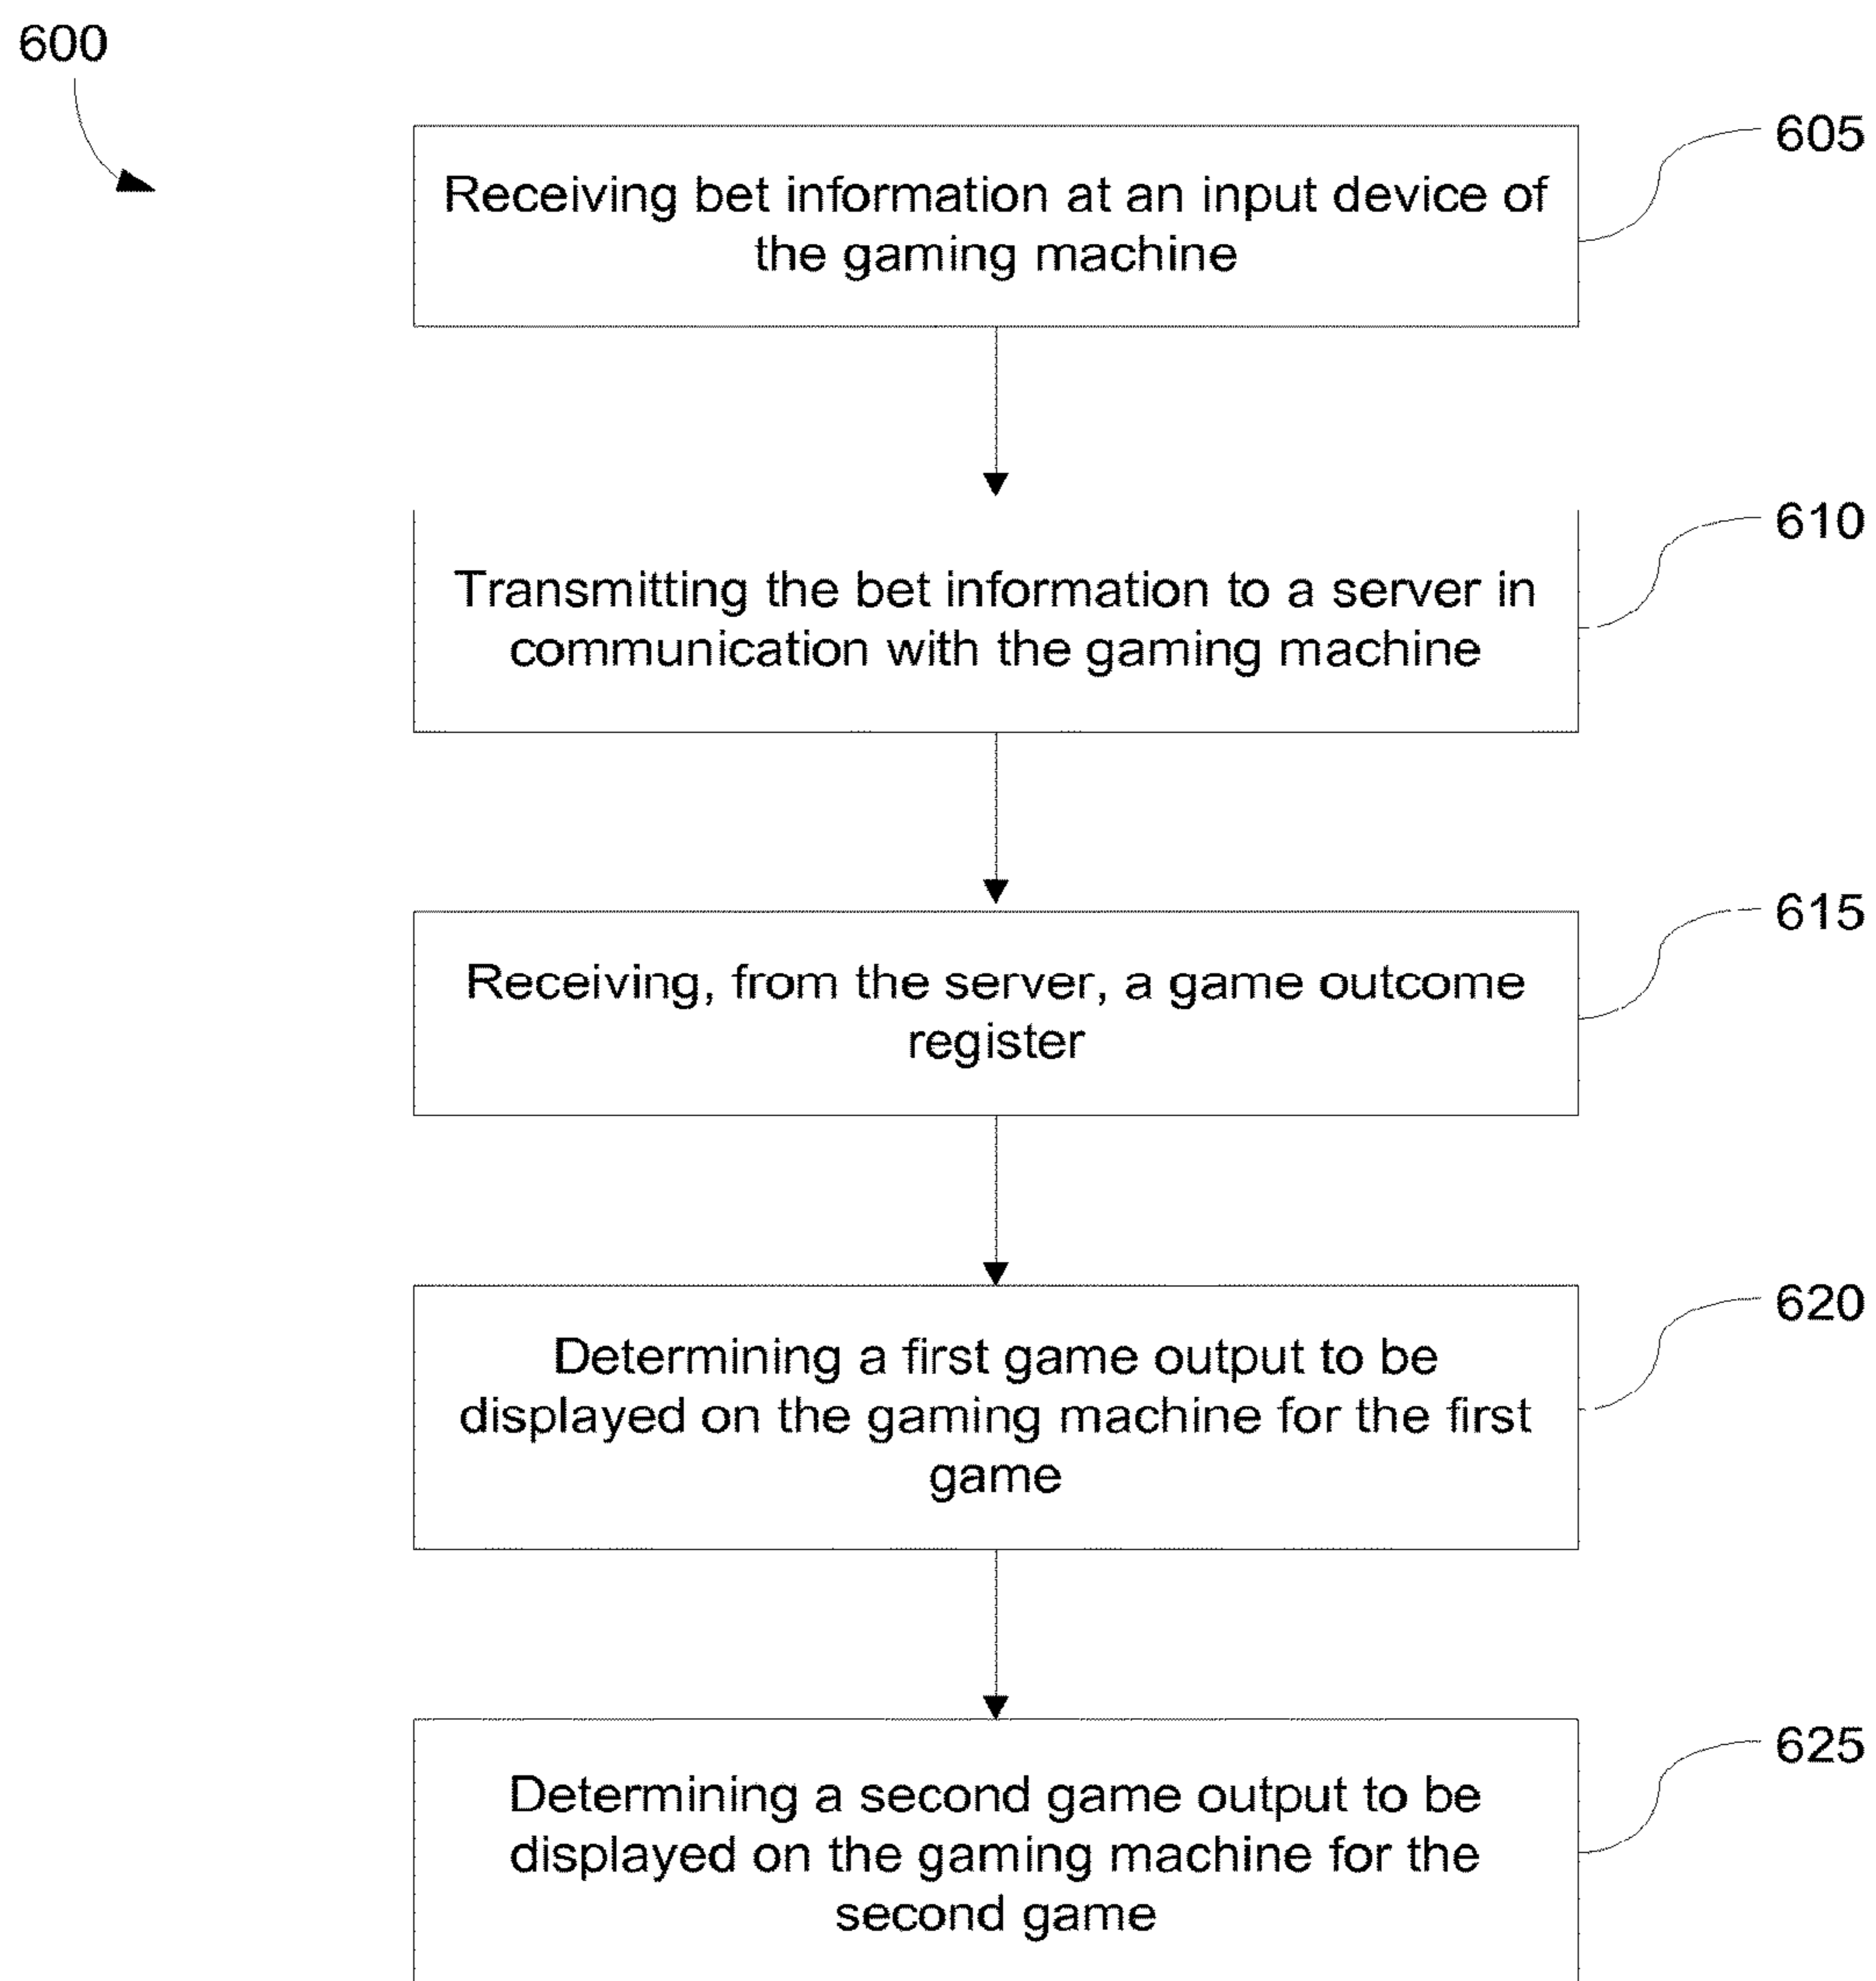 600
605
Receiving bet information at an input device of
the gaming machine
610
Transmitting the bet information to a server in
communication with the gaming machine
615
Receiving, from the server, a game outcome
register
620
Determining a first game output to be
displayed on the gaming machine for the first
game
625
Determining a second game output to be
displayed on the gaming machine for the
second game